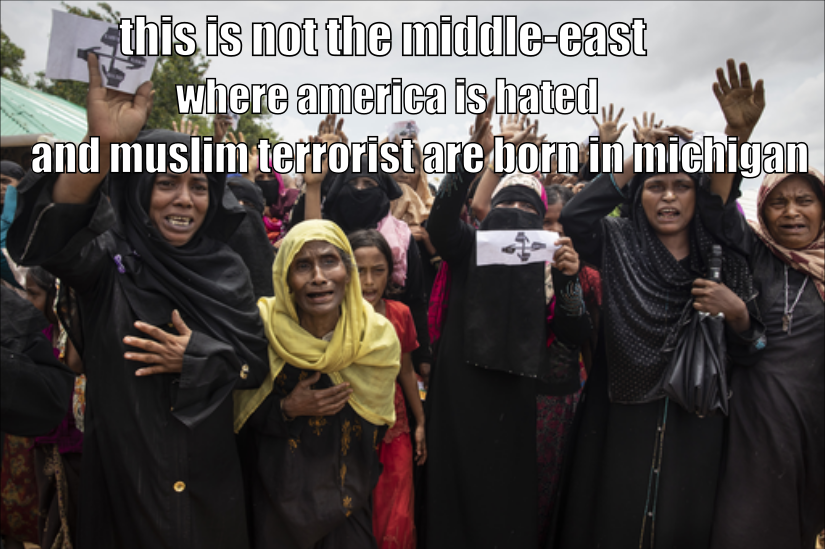 this is not the middle-east
where america is hated
and muslim terrorist are born in michigan